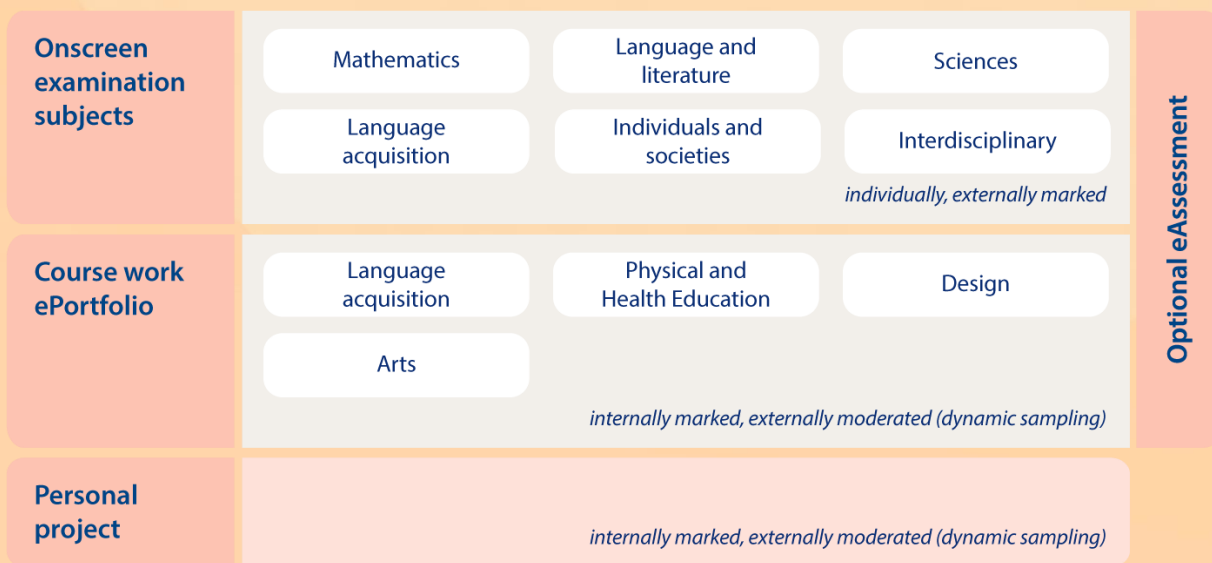 Onscreen
examination
subjects
Mathematics
Language and
literature
Sciences
Language
acquisition
Individuals and
societies
Interdisciplinary
individually, externally marked
Course work
ePortfolio
Language
acquisition
Physical and
Health Education
Design
Arts
internally marked, externally moderated (dynamic sampling)
Optional eAssessment
Personal
project
internally marked, externally moderated (dynamic sampling)